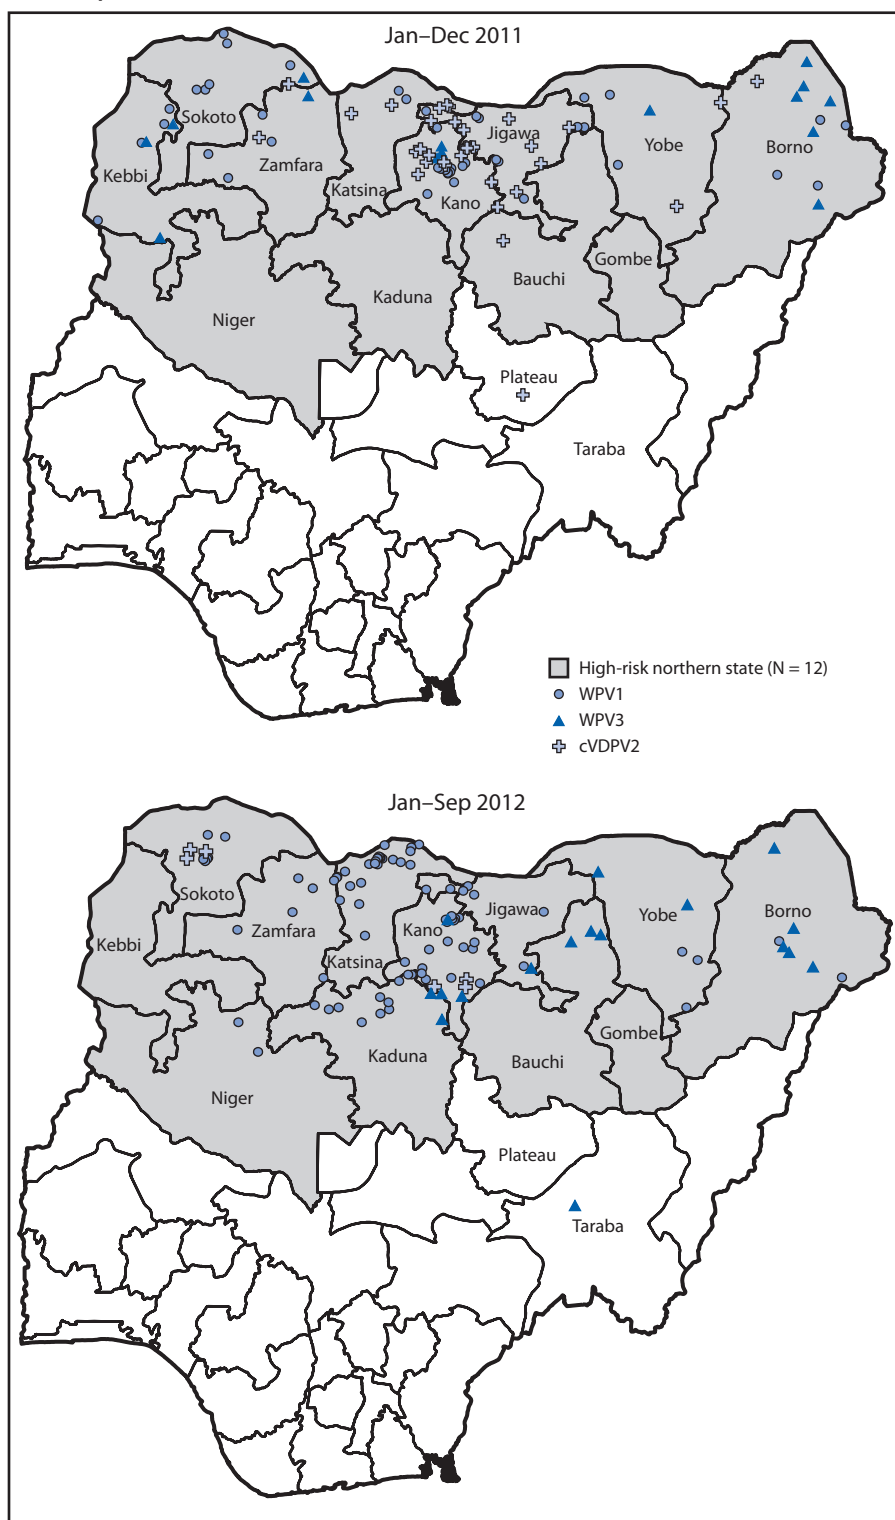 Jan–Dec 2011
Sokoto
Jigawa
Yobe
Borno
Kebbi
Zamfara
Katsina
Kano
Gombe
Bauchi
Kaduna
Niger
Plateau
Taraba
High-risk northern state (N = 12)
WPV1
WPV3
cVDPV2
Jan–Sep 2012
Sokoto
Jigawa
Yobe
Borno
Kebbi
Zamfara
Kano
Katsina
Gombe
Kaduna
Bauchi
Niger
Plateau
Taraba